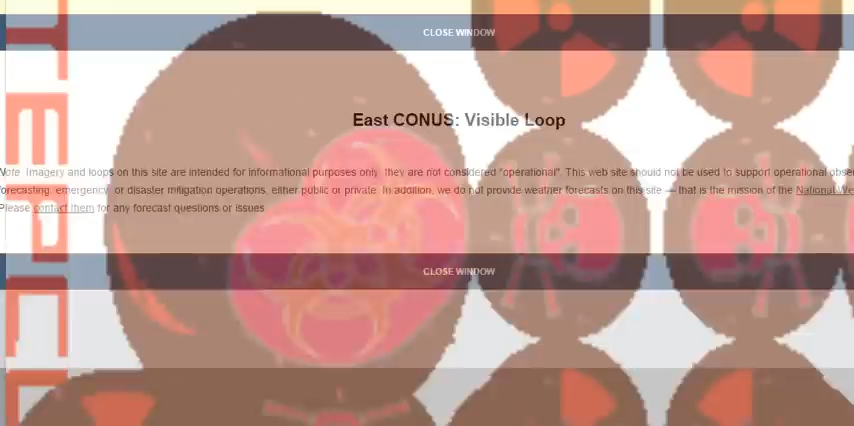 CLOSE WINDOW
East CONUS: Visible Loop
Note: Imagery and loops on this site are intended for informational purposes only, they are not considered "operational". This web site should not be used to support operational
forecasting, emergency, or disaster mitigation operations, either public or private. In addition, we do not provide weather forecasts on this site — that is the mission of the National We
Please contact them for any forecast questions or issues
CLOSE WINDOW